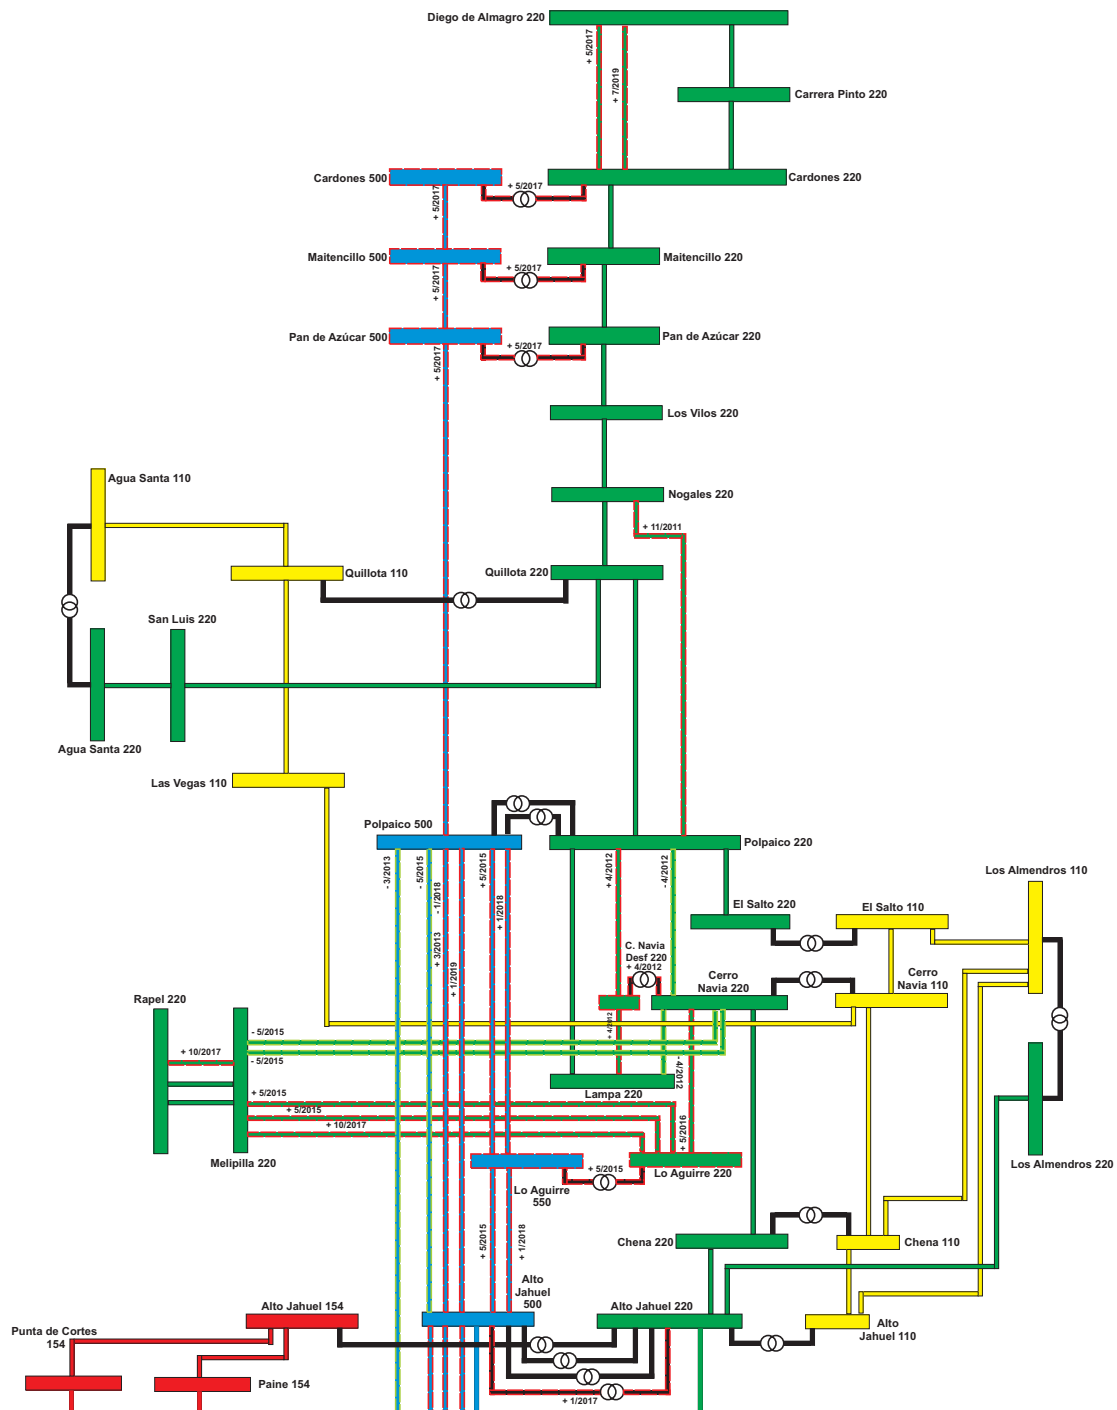 Diego de Almagro 220
+ 5/2017
+ 7/2019
Carrera Pinto 220
Cardones 500
+ 5/2017
Cardones 220
+ 5/2017
Maitencillo 500
+ 5/2017
Maitencillo 220
+ 5/2017
Pan de Azúcar 500
+ 5/2017
Pan de Azúcar 220
+ 5/2017
Los Vilos 220
Agua Santa 110
Nogales 220
+ 11/2011
Quillota 110
Quillota 220
San Luis 220
Agua Santa 220
Las Vegas 110
Polpaico 500
Polpaico 220
- 3/2013
- 5/2015
- 1/2018
+ 3/2013
+ 1/2019
+ 5/2015
+ 1/2018
+ 4/2012
- 4/2012
Los Almendros 110
El Salto 220
El Salto 110
C. Navia
Desf 220
+ 4/2012
Cerro
Navia 220
Cerro
Navia 110
Rapel 220
+ 4/2012
- 5/2015
- 5/2015
+ 10/2017
- 4/2012
+ 5/2015
Lampa 220
+ 5/2015
+ 10/2017
+ 5/2016
Melipilla 220
+ 5/2015
Lo Aguirre
550
Lo Aguirre 220
Los Almendros 220
+ 5/2015
+ 1/2018
Chena 220
Chena 110
Alto
Jahuel
500
Alto Jahuel 154
Alto Jahuel 220
Alto
Jahuel 110
Punta de Cortes
154
Paine 154
+ 1/2017